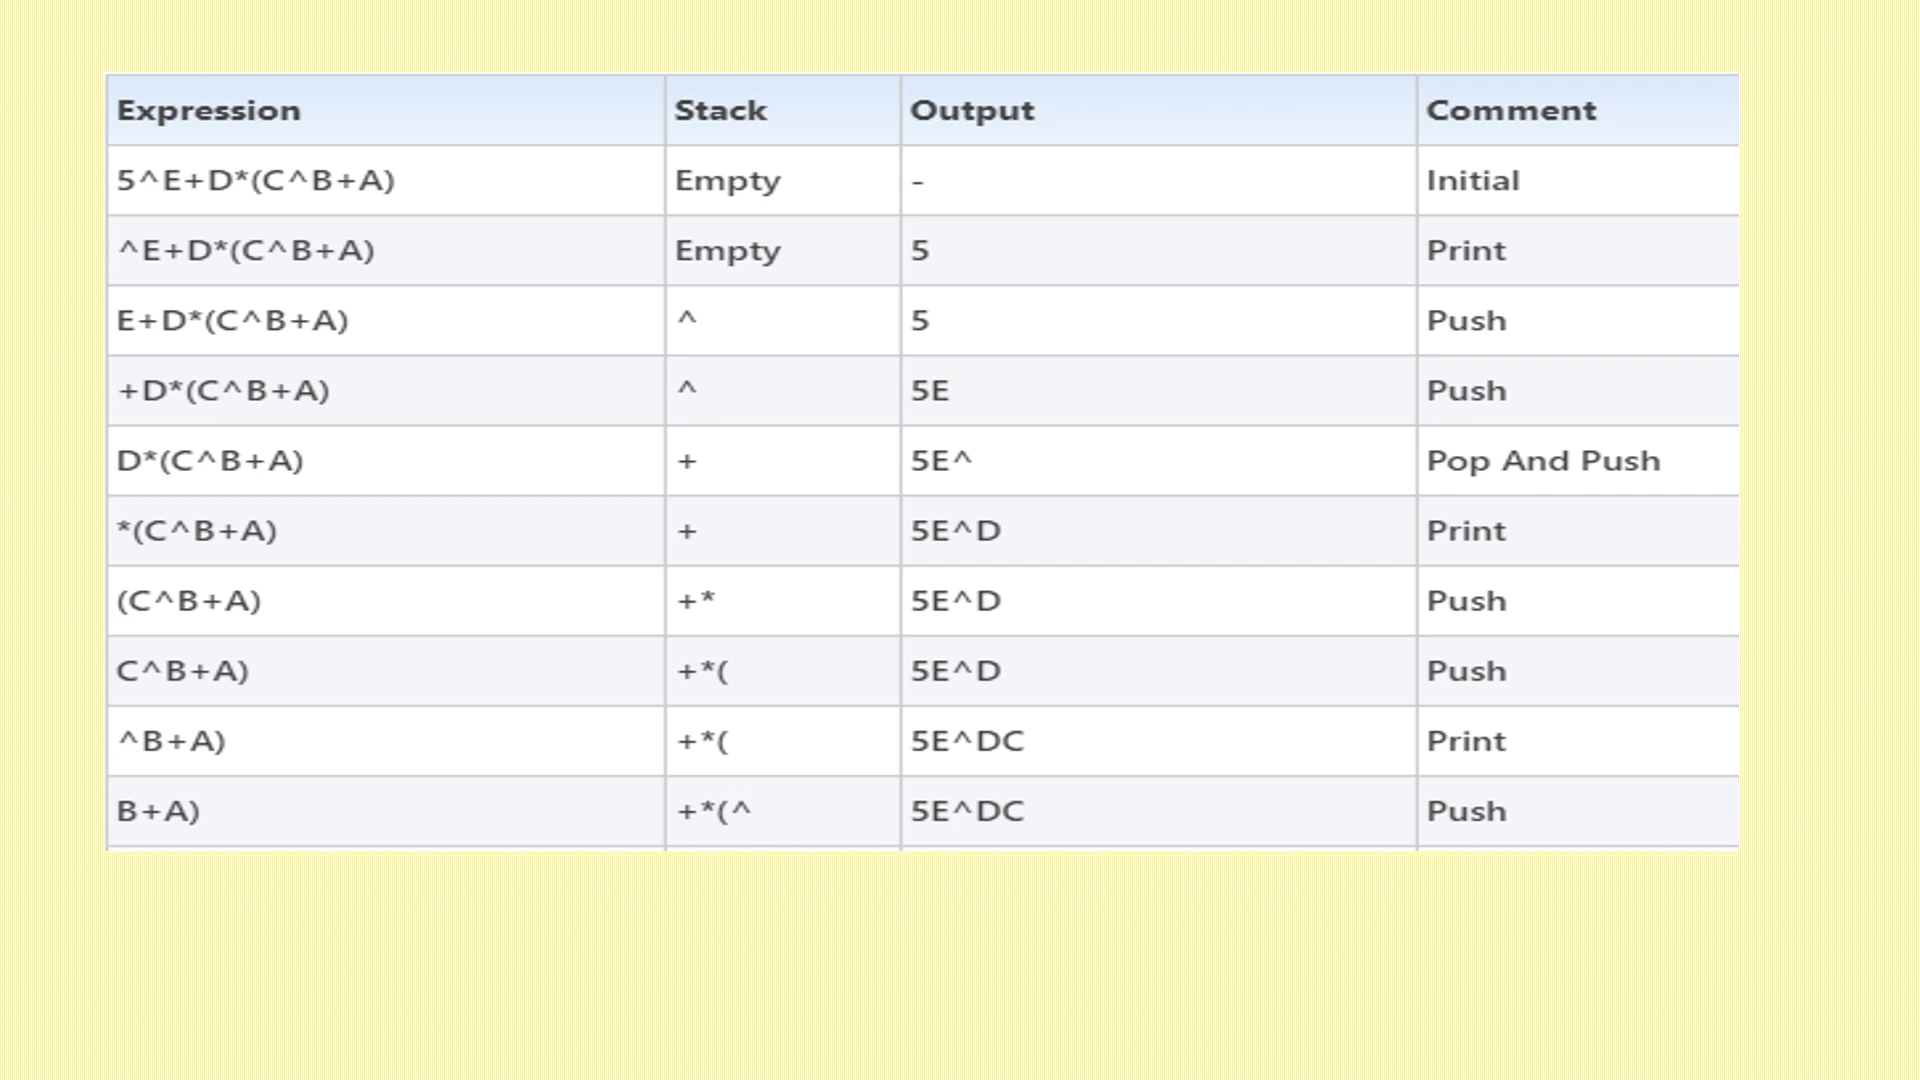 Expression Stack Output Comment
5^E+D*(C^B+A) Empty - Initial
^E+D*(C^B+A) Empty 5 Print
E+D*(C^B+A) ^ 5 Push
+D*(C^B+A) ^ 5E Push
D*(C^B+A) + 5E^ Pop And Push
*(C^B+A) + 5E^D Print
(C^B+A) +* 5E^D Push
C^B+A) +*( 5E^D Push
^B+A) +*( 5E^DC Print
B+A) +*(^ 5E^DC Push